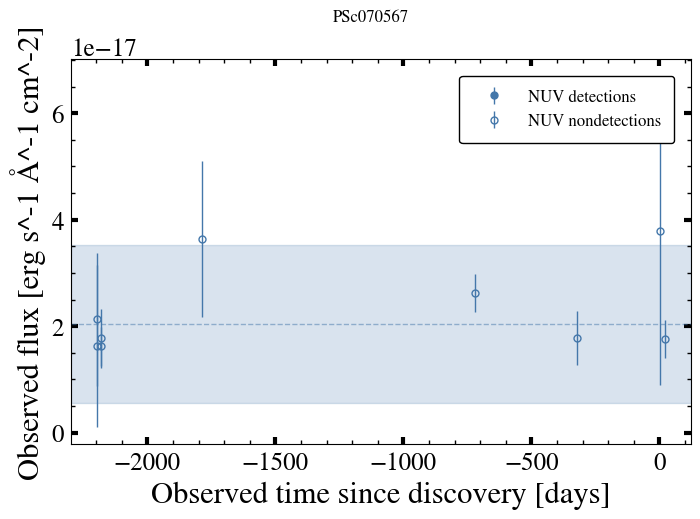 PSc070567
1e−17
Observed flux [erg s^-1 Å^-1 cm^-2]
6
4
2
0
NUV detections
NUV nondetections
−2000 −1500 −1000 −500 0
Observed time since discovery [days]